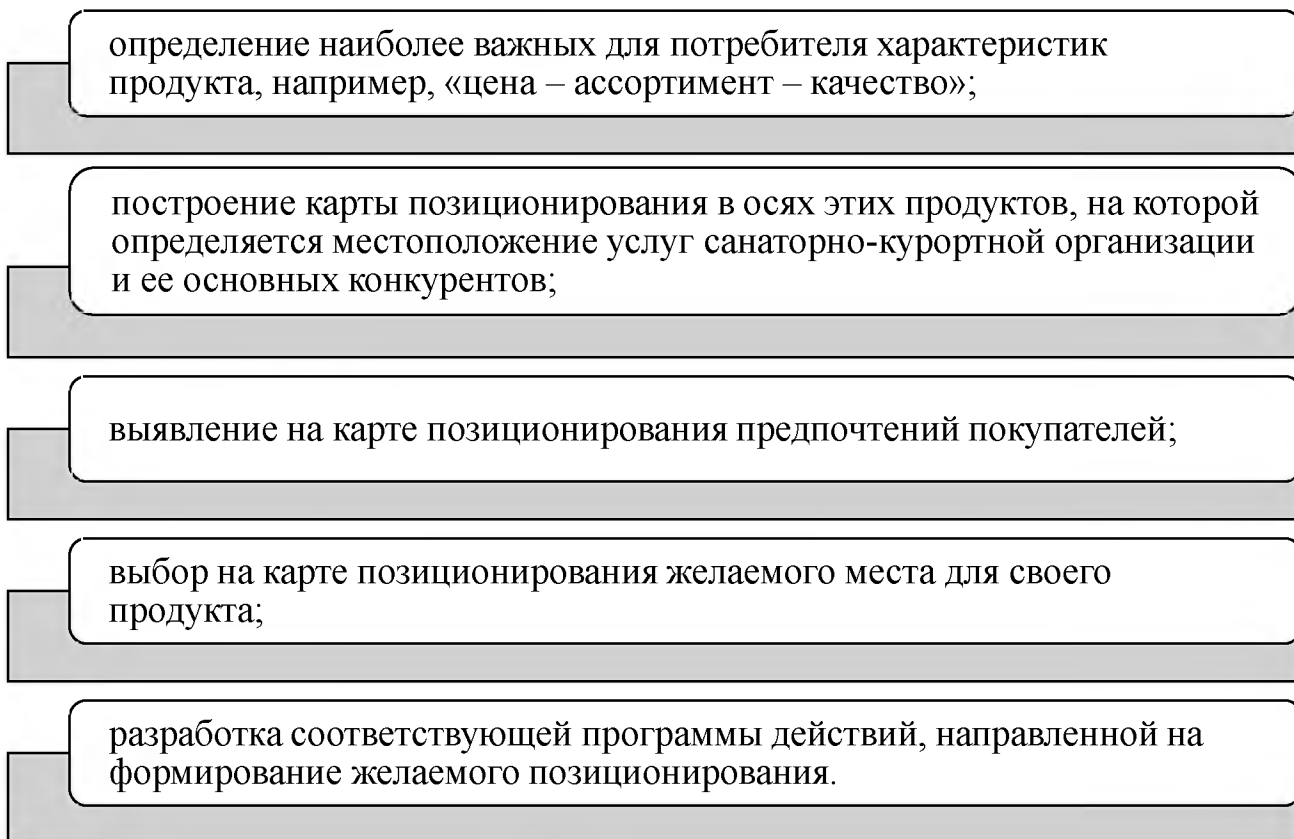 определение наиболее важных для потребителя характеристик
продукта, например, «цена – ассортимент – качество»;
построение карты позиционирования в осях этих продуктов, на которой
определяется местоположение услуг санаторно-курортной организации
и ее основных конкурентов;
выявление на карте позиционирования предпочтений покупателей;
выбор на карте позиционирования желаемого места для своего
продукта;
разработка соответствующей программы действий, направленной на
формирование желаемого позиционирования.